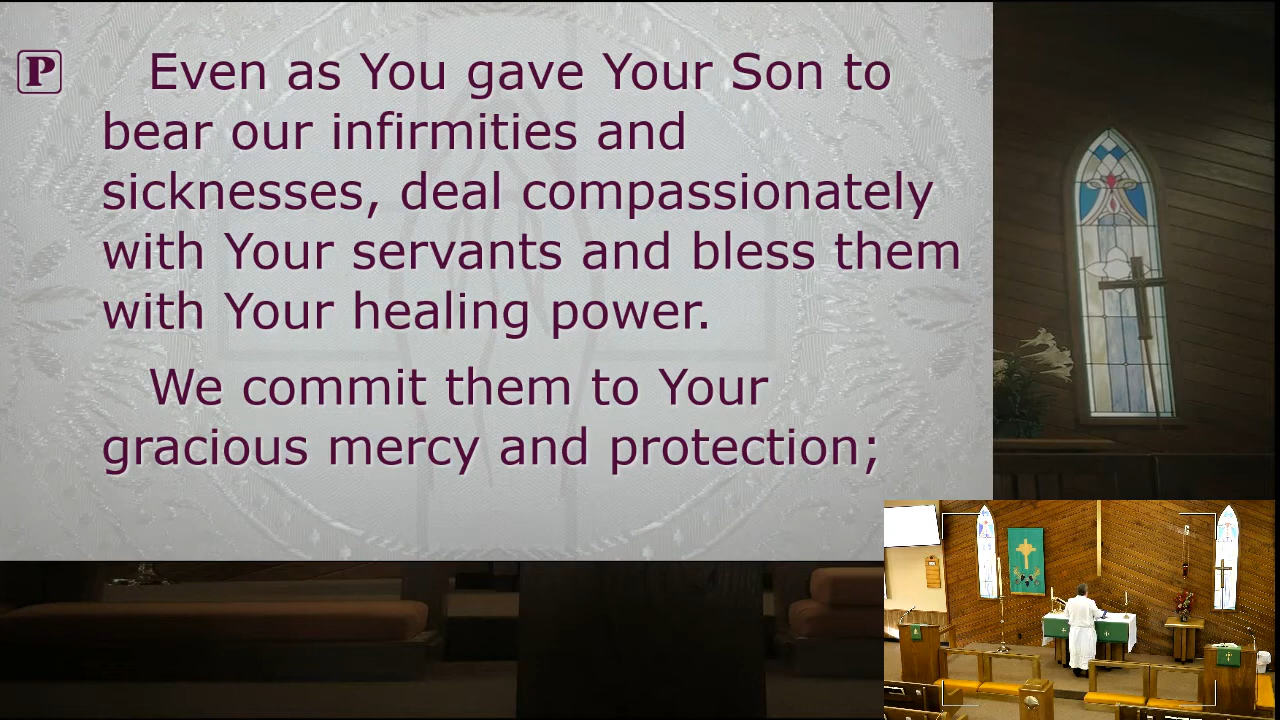 P Even as You gave Your Son to
bear our infirmities and
sicknesses, deal compassionately
with Your servants and bless them
with Your healing power.
We commit them to Your
gracious mercy and protection;